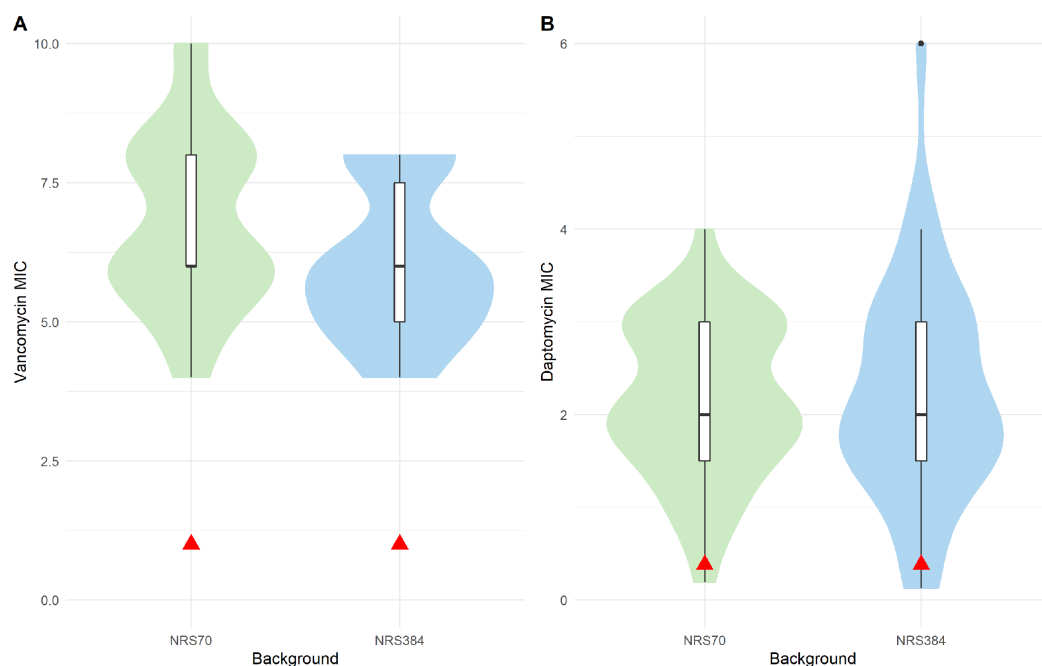 A
Vancomycin MIC
10.0
7.5
5.0
2.5
0.0
NRS70 NRS384
Background
B
Daptomycin MIC
6
4
2
0
NRS70 NRS384
Background